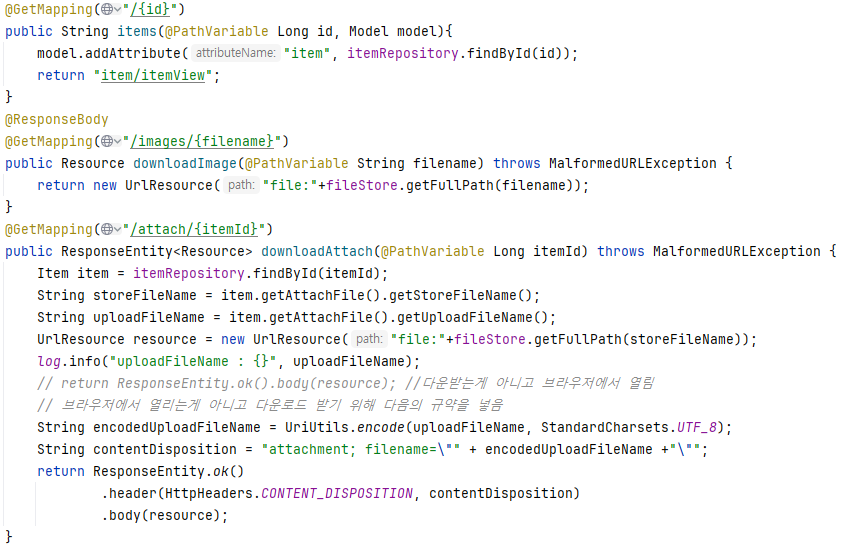 @GetMapping("/{id}")
public String items(@PathVariable Long id, Model model){
    model.addAttribute( attributeName: "item", itemRepository.findById(id));
    return "item/itemView";
}
@ResponseBody
@GetMapping("/images/{filename}")
public Resource downloadImage(@PathVariable String filename) throws MalformedURLException {
    return new UrlResource( path: "file:"+fileStore.getFullPath(filename));
}
@GetMapping("/attach/{itemId}")
public ResponseEntity<Resource> downloadAttach(@PathVariable Long itemId) throws MalformedURLException {
    Item item = itemRepository.findById(itemId);
    String storeFileName = item.getAttachFile().getStoreFileName();
    String uploadFileName = item.getAttachFile().getUploadFileName();
    UrlResource resource = new UrlResource( path: "file:"+fileStore.getFullPath(storeFileName));
    log.info("uploadFileName : {}", uploadFileName);
    // return ResponseEntity.ok().body(resource); //다운받는게 아니고 브라우저에서 열림
    // 브라우저에서 열리는게 아니고 다운로드 받기 위해 다음의 규약을 넣음
    String encodedUploadFileName = UriUtils.encode(uploadFileName, StandardCharsets.UTF_8);
    String contentDisposition = "attachment; filename=\"" + encodedUploadFileName +"\"";
    return ResponseEntity.ok()
            .header(HttpHeaders.CONTENT_DISPOSITION, contentDisposition)
            .body(resource);
}